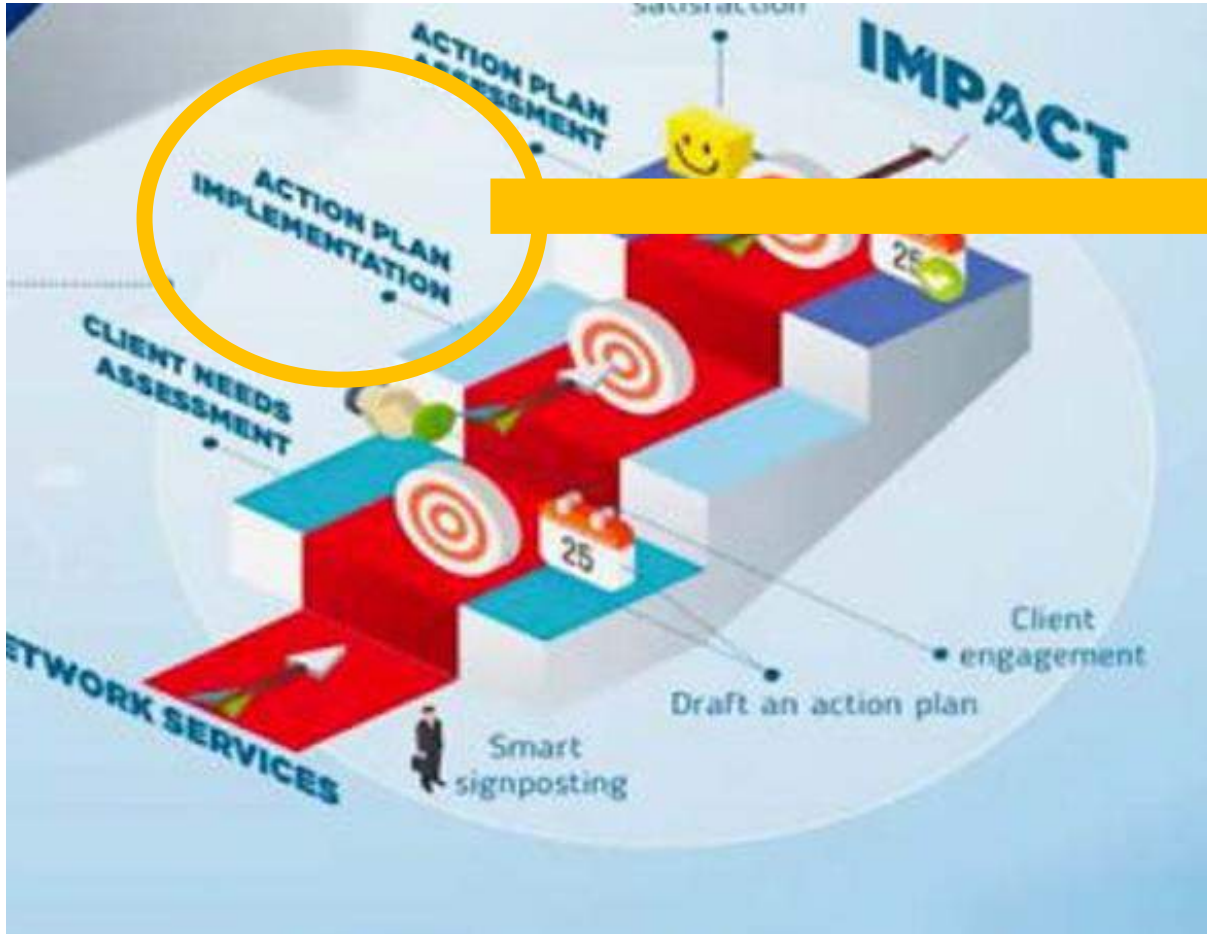 satisfaction
IMPACT
ACTION PLAN
ASSESSMENT
ACTION PLAN
IMPLEMENTATION
CLIENT NEEDS
ASSESSMENT
25
25
Client
engagement
Draft an action plan
ETWORK SERVICES
Smart
signposting